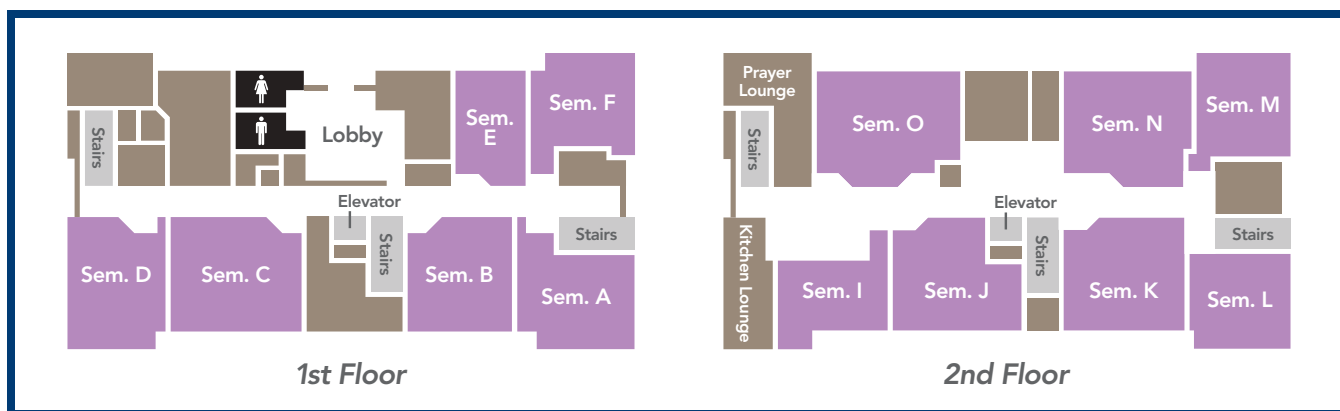 Stairs
Lobby
Sem.
E
Sem. F
Elevator
Stairs
Stairs
Sem. D
Sem. C
Sem. B
Sem. A
1st Floor
Prayer
Lounge
Stairs
Sem. O
Sem. N
Sem. M
Elevator
Stairs
Stairs
Kitchen Lounge
Sem. I
Sem. J
Sem. K
Sem. L
2nd Floor